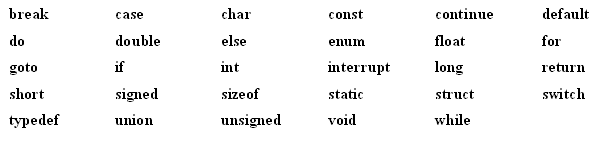 break case char const continue default
do double else enum float for
goto if int interrupt long return
short signed sizeof static struct switch
typedef union unsigned void while